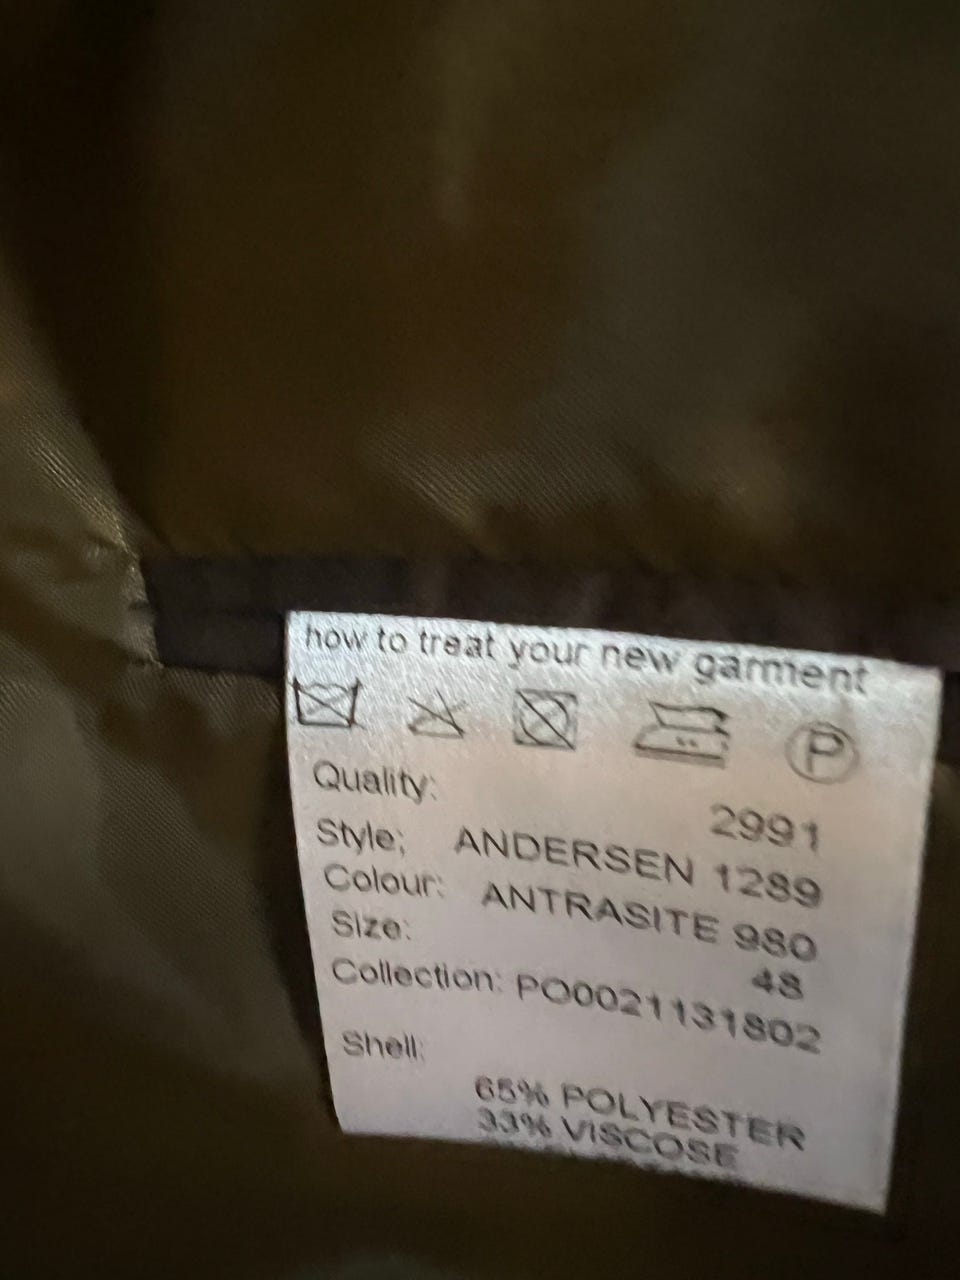 how to treat your new garment
P
Quality: 2991
Style; ANDERSEN 1289
Colour: ANTRASITE 980
Size: 48
Collection: PO0021131802
Shell:
65% POLYESTER
33% VISCOSE